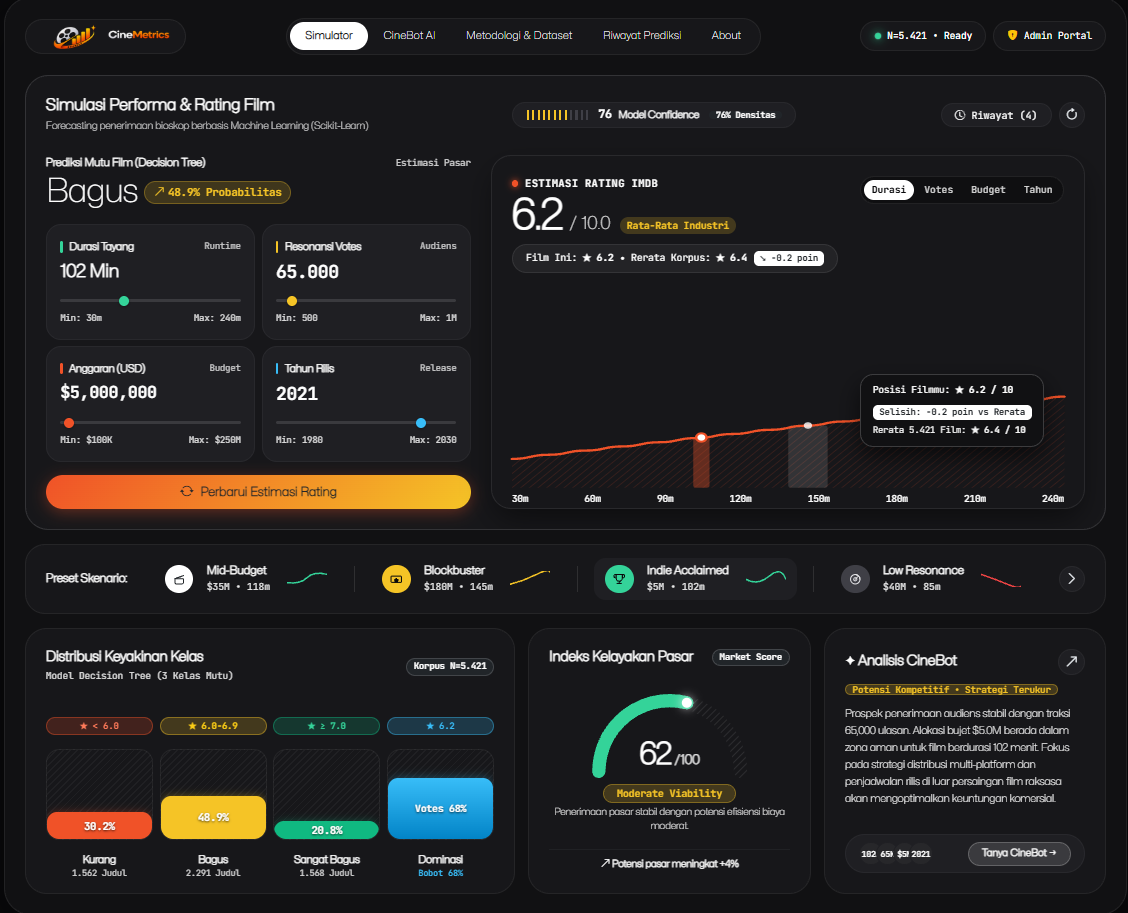 CineMetrics
Simulator
CineBot AI
Metodologi & Dataset
Riwayat Prediksi
About
N=5.421 • Ready
Admin Portal
Simulasi Performa & Rating Film
Forecasting penerimaan bioskop berbasis Machine Learning (Scikit-Learn)
76 Model Confidence 76% Densitas
Riwayat (4)
Prediksi Mutu Film (Decision Tree)
Estimasi Pasar
Bagus
↗ 48.9% Probabilitas
Durasi Tayang
Runtime
102 Min
Min: 30m
Max: 240m
Resonansi Votes
Audiens
65.000
Min: 500
Max: 1M
Anggaran (USD)
Budget
$5,000,000
Min: $100K
Max: $250M
Tahun Rilis
Release
2021
Min: 1980
Max: 2030
Perbarui Estimasi Rating
ESTIMASI RATING IMDB
Durasi
Votes
Budget
Tahun
6.2 / 10.0
Rata-Rata Industri
Film Ini: ★ 6.2 • Rerata Korpus: ★ 6.4
↘ -0.2 poin
Posisi Filmmu: ★ 6.2 / 10
Selisih: -0.2 poin vs Rerata
Rerata 5.421 Film: ★ 6.4 / 10
30m
60m
90m
120m
150m
180m
210m
240m
Preset Skenario:
Mid-Budget
$35M • 118m
Blockbuster
$180M • 145m
Indie Acclaimed
$5M • 102m
Low Resonance
$40M • 85m
Distribusi Keyakinan Kelas
Model Decision Tree (3 Kelas Mutu)
Korpus N=5.421
★ < 6.0
★ 6.0-6.9
★ ≥ 7.0
★ 6.2
30.2%
48.9%
20.8%
Votes 68%
Kurang
1.562 Judul
Bagus
2.291 Judul
Sangat Bagus
1.568 Judul
Dominasi
Bobot 68%
Indeks Kelayakan Pasar
Market Score
62/100
Moderate Viability
Penerimaan pasar stabil dengan potensi efisiensi biaya
moderat.
↗ Potensi pasar meningkat +4%
✦ Analisis CineBot
Potensi Kompetitif • Strategi Terukur
Prospek penerimaan audiens stabil dengan traksi
65,000 ulasan. Alokasi bujet $5.0M berada dalam
zona aman untuk film berdurasi 102 menit. Fokus
pada strategi distribusi multi-platform dan
penjadwalan rilis di luar persaingan film raksasa
akan mengoptimalkan keuntungan komersial.
102 65K $5M 2021
Tanya CineBot →